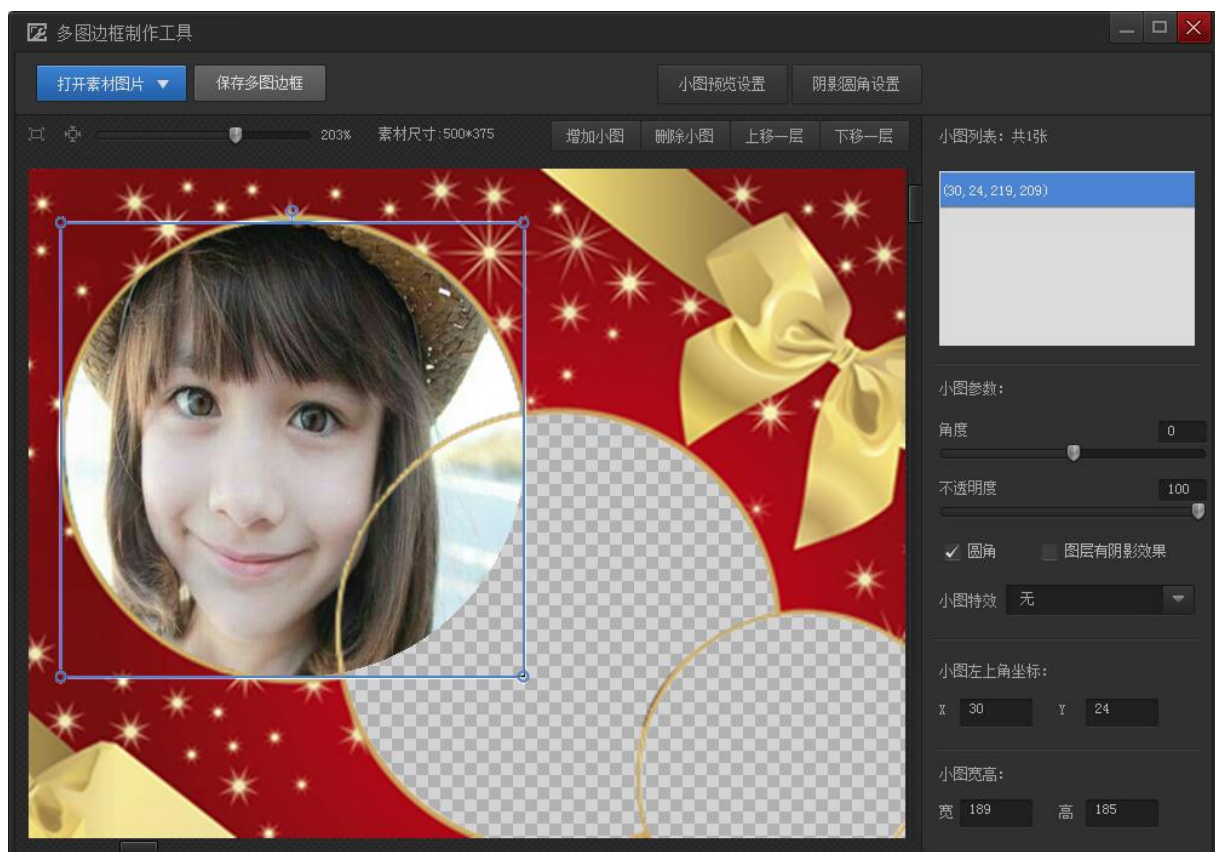 多图边框制作工具
打开素材图片 保存多图边框 小图预览设置 阴影圆角设置
203% 素材尺寸:500*375 增加小图 删除小图 上移一层 下移一层
小图列表: 共1张
(30, 24, 219, 209)
小图参数:
角度 0
不透明度 100
圆角 图层有阴影效果
小图特效 无
小图左上角坐标:
X 30 Y 24
小图宽高:
宽 189 高 185